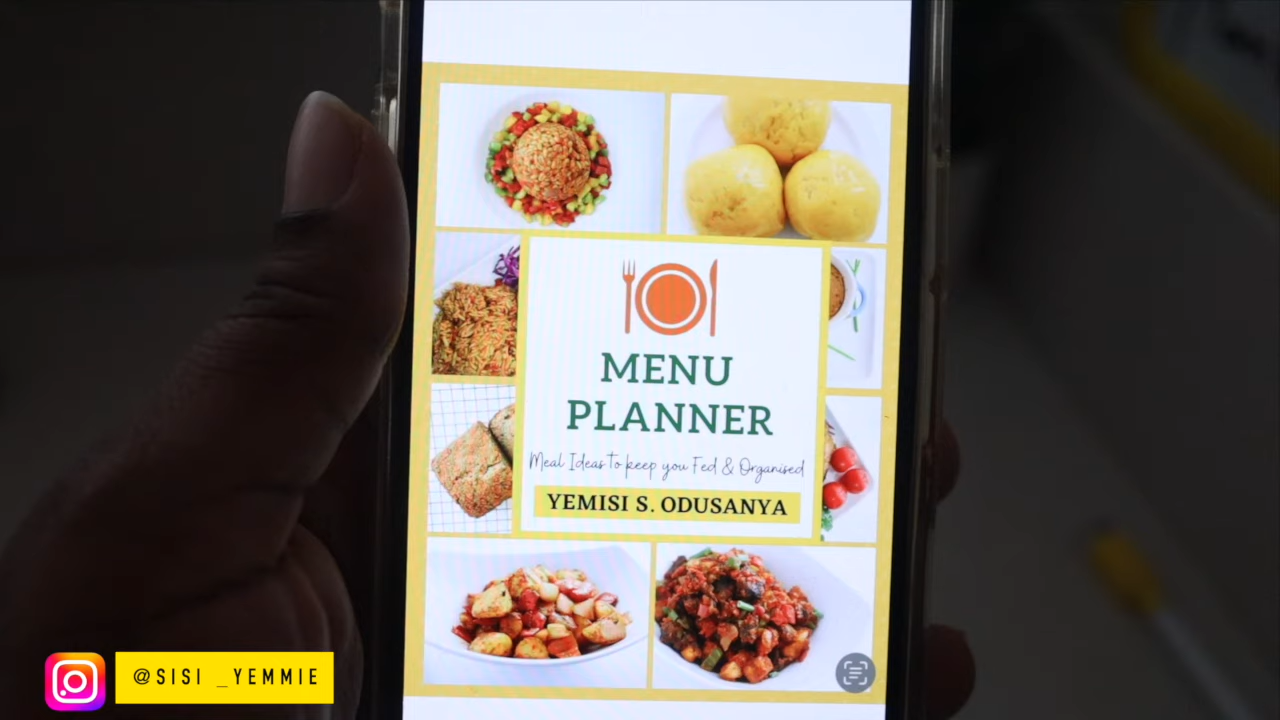 MENU
PLANNER
Meal Ideas to keep you Fed & Organised
YEMISI S. ODUSANYA
@SISI _YEMMIE